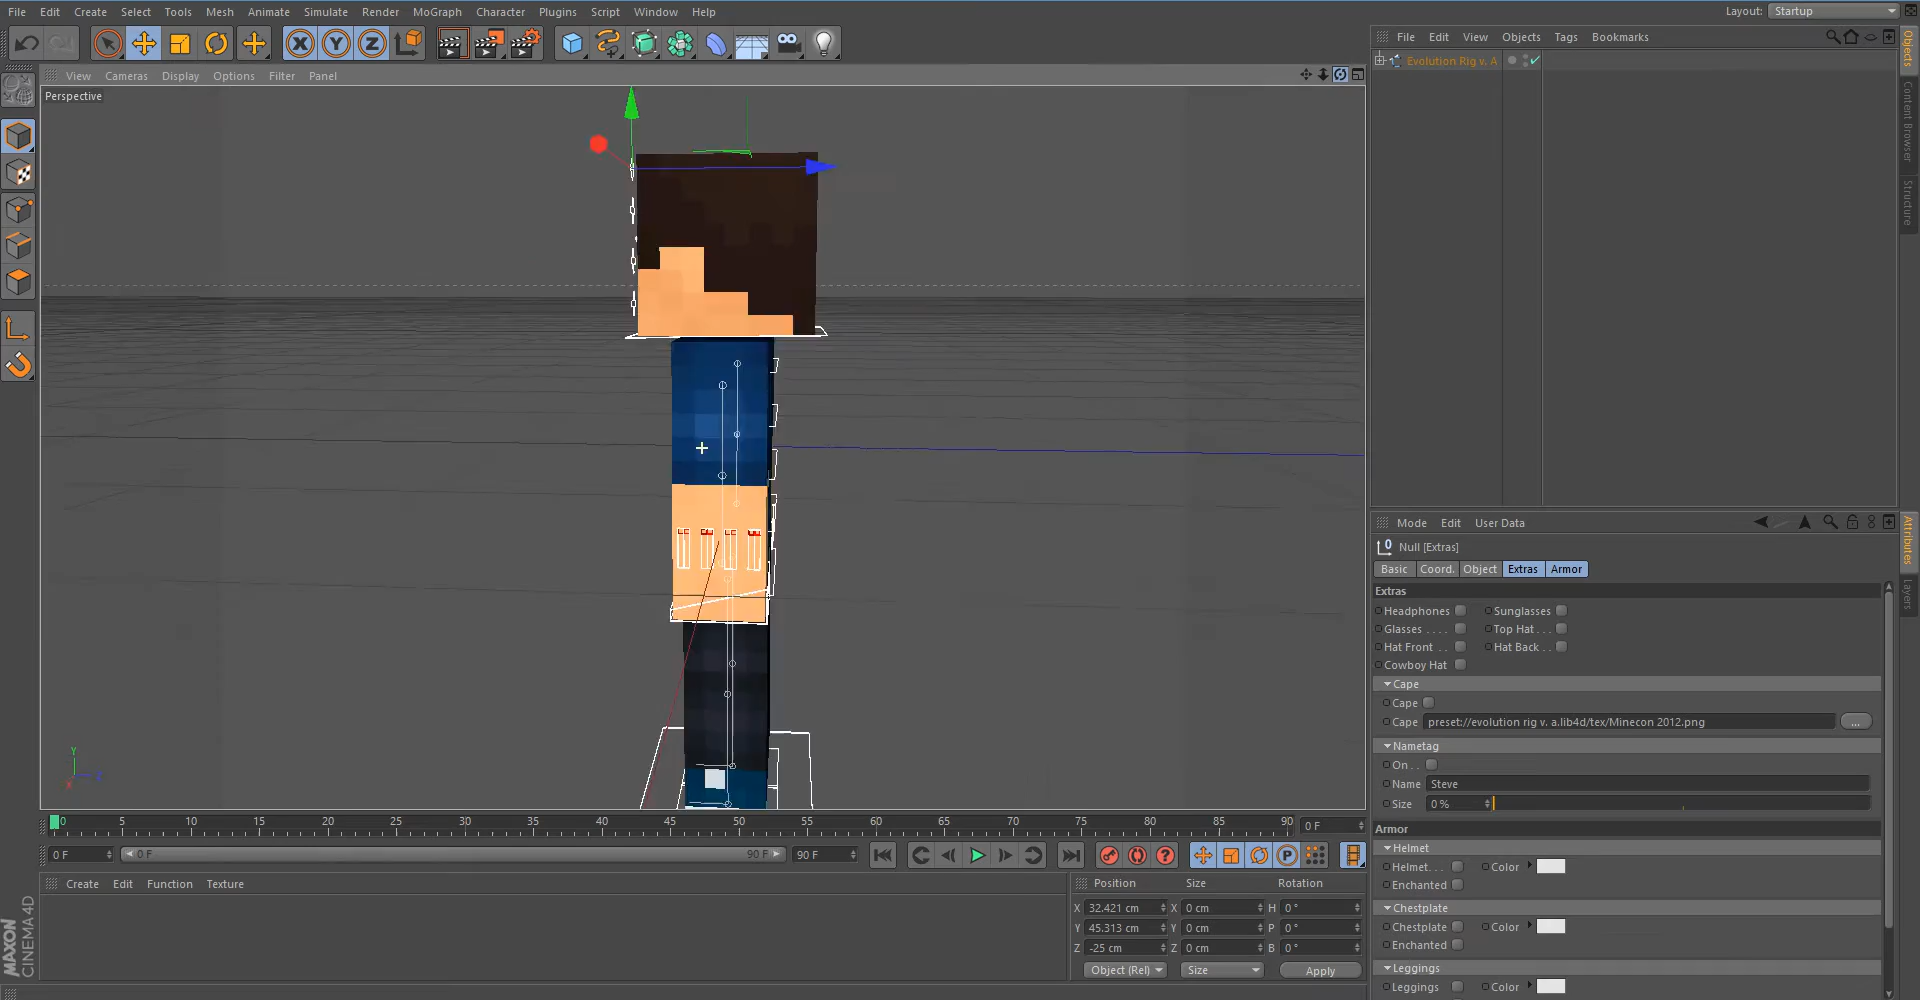 File Edit Create Select Tools Mesh Animate Simulate Render MoGraph Character Plugins Script Window Help
Layout: Startup
View Cameras Display Options Filter Panel
Perspective
File Edit View Objects Tags Bookmarks
Evolution Rig v. A
Objects
Content Browser
Structure
Mode Edit User Data
Null [Extras]
Basic Coord. Object Extras Armor
Attributes
Layers
Extras
Headphones Sunglasses
Glasses . . . . Top Hat . . .
Hat Front . . Hat Back . .
Cowboy Hat
Cape
Cape
Cape preset://evolution rig v. a.lib4d/tex/Minecon 2012.png ...
Nametag
On . .
Name Steve
Size 0 %
Armor
Helmet
Helmet. . . Color
Enchanted
Chestplate
Chestplate Color
Enchanted
Leggings
Leggings Color
Y
X
0 5 10 15 20 25 30 35 40 45 50 55 60 65 70 75 80 85 90 0 F
0 F 0 F 90 F 90 F
Create Edit Function Texture
Position Size Rotation
X 32.421 cm X 0 cm H 0 °
Y 45.313 cm Y 0 cm P 0 °
Z -25 cm Z 0 cm B 0 °
Object (Rel) Size Apply
MAXON
CINEMA 4D